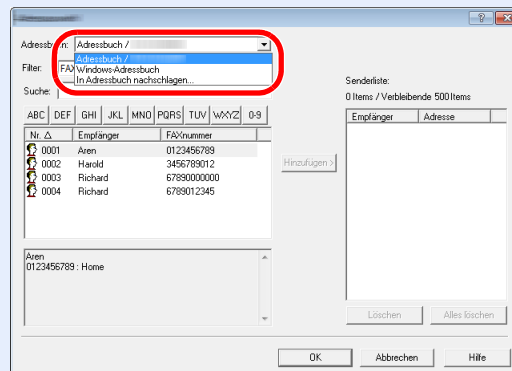 Adressbuch: Adressbuch /
Adressbuch /
Windows-Adressbuch
In Adressbuch nachschlagen...
Filter: FAX
Suche:
ABC DEF GHI JKL MNO PQRS TUV WXYZ 0-9
Nr. Empfänger FAXnummer
0001 Aren 0123456789
0002 Harold 3456789012
0003 Richard 67890000000
0004 Richard 6789012345
Aren
0123456789 : Home
Hinzufügen >
Senderliste:
0 Items / Verbleibende 500 Items
Empfänger Adresse
Löschen Alles löschen
OK Abbrechen Hilfe